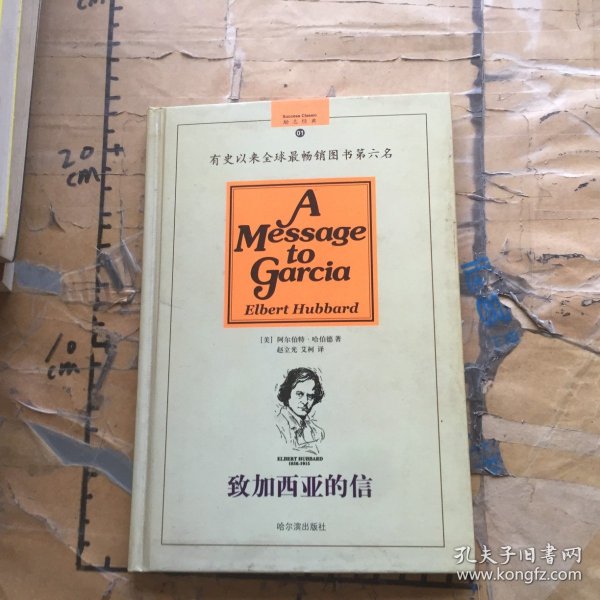 cm
20
cm
10
cm
Success Classic
励志经典
01
有史以来全球最畅销图书第六名
A
Message
to
Garcia
Elbert Hubbard
[美] 阿尔伯特·哈伯德 著
赵立光 艾柯 译
ELBERT HUBBARD
1856-1915
致加西亚的信
哈尔滨出版社
孔夫子旧书网
www.kongfz.com